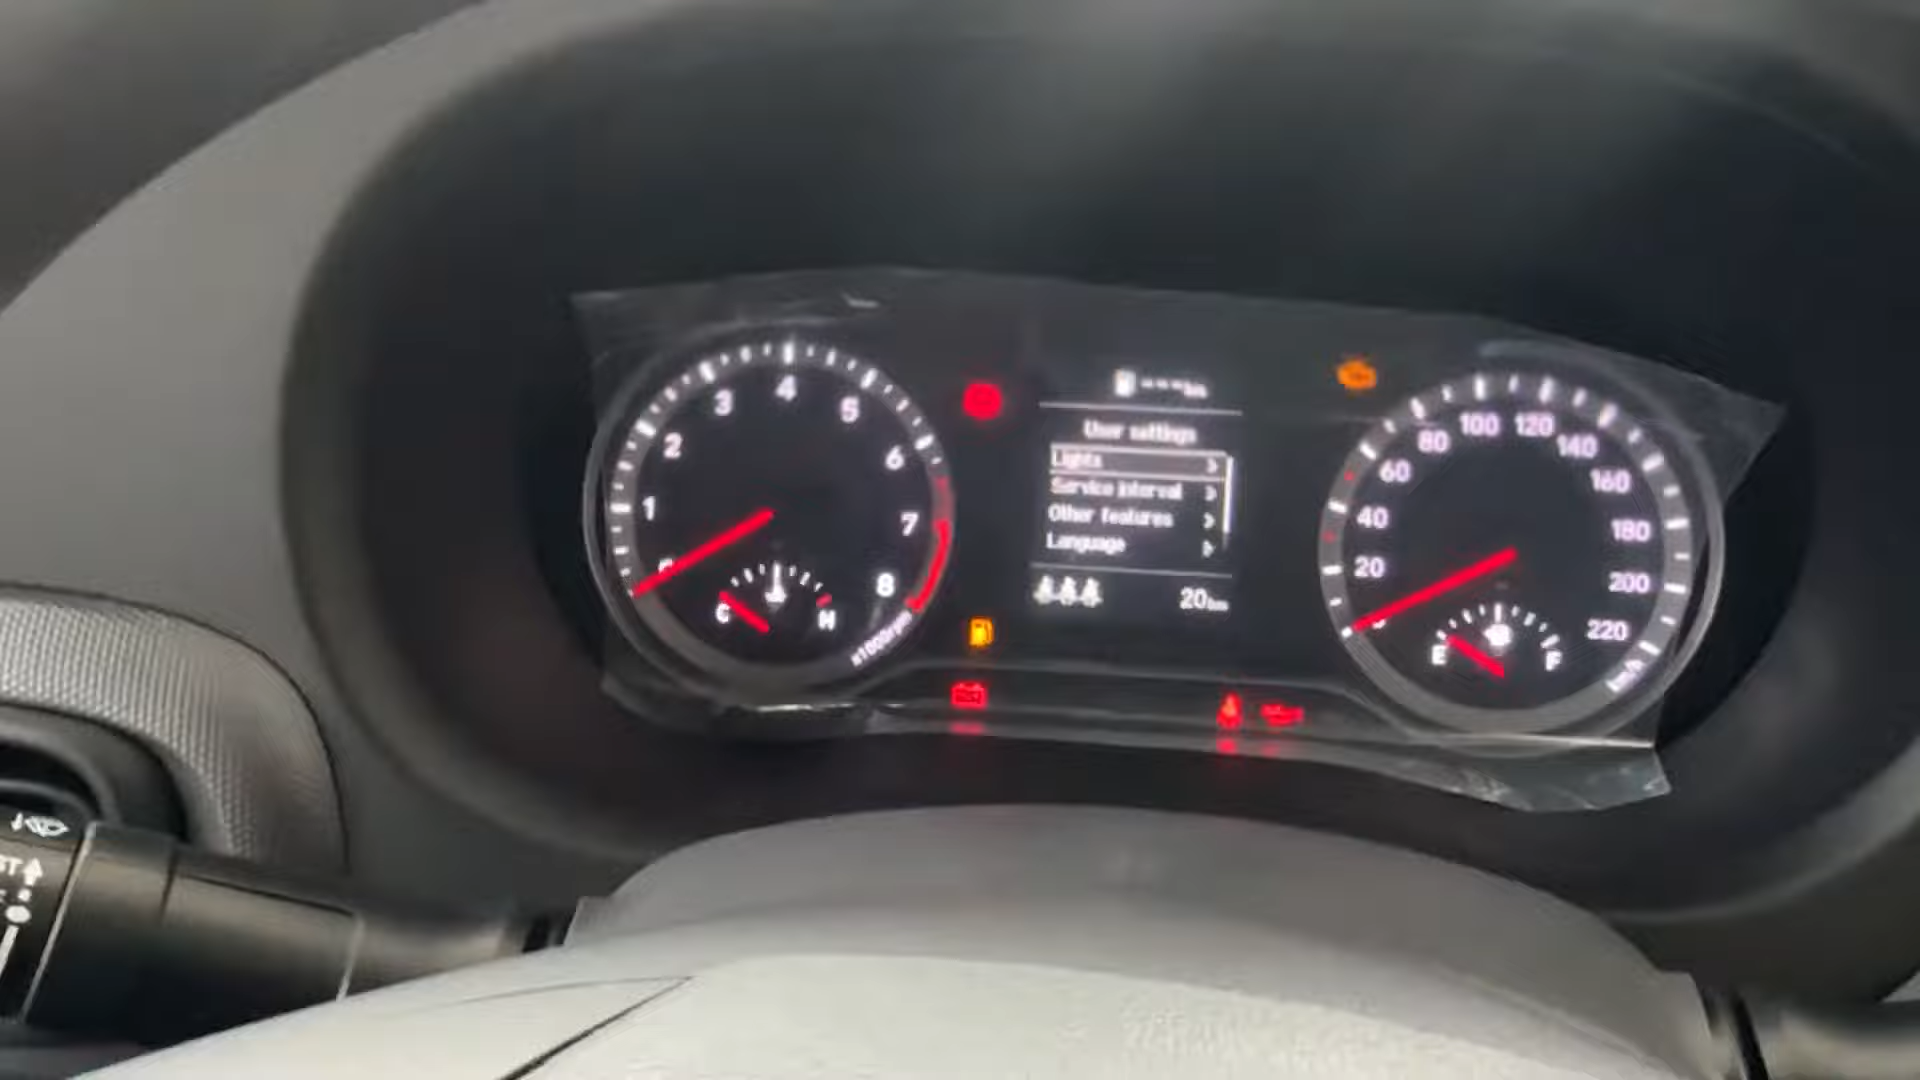 1
2
3
4
5
6
7
8
x1000rpm
C
H
---km
User settings
Lights
Service interval
Other features
Language
20km
20
40
60
80
100
120
140
160
180
200
220
km/h
E
F